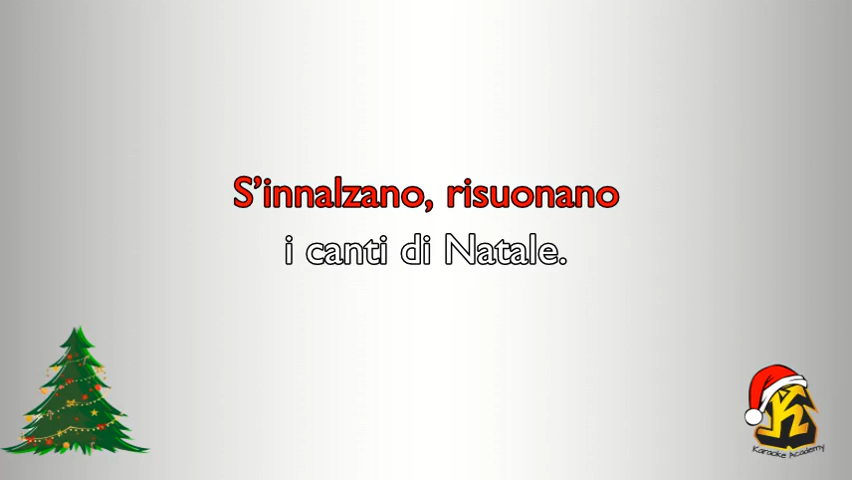 S’innalzano, risuonano
i canti di Natale.
K
Karaoke Academy